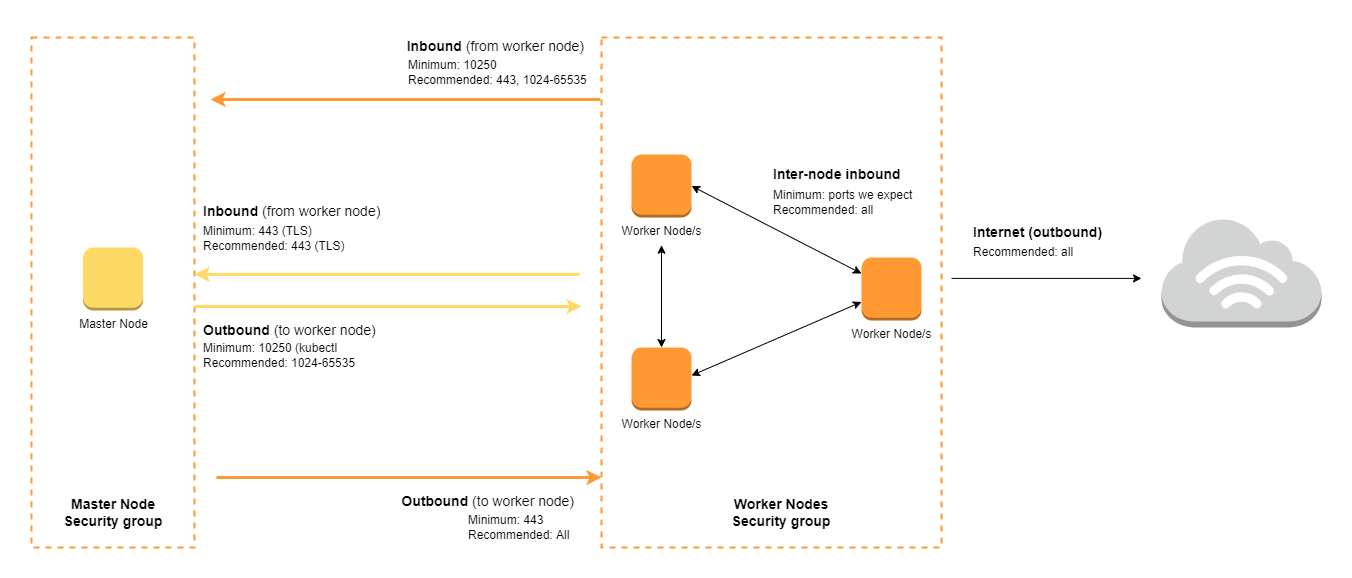 Inbound (from worker node)
Minimum: 10250
Recommended: 443, 1024-65535
Inter-node inbound
Minimum: ports we expect
Recommended: all
Inbound (from worker node)
Minimum: 443 (TLS)
Recommended: 443 (TLS)
Worker Node/s
Internet (outbound)
Recommended: all
Master Node
Outbound (to worker node)
Minimum: 10250 (kubectl
Recommended: 1024-65535
Worker Node/s
Worker Node/s
Outbound (to worker node)
Minimum: 443
Recommended: All
Master Node
Security group
Worker Nodes
Security group